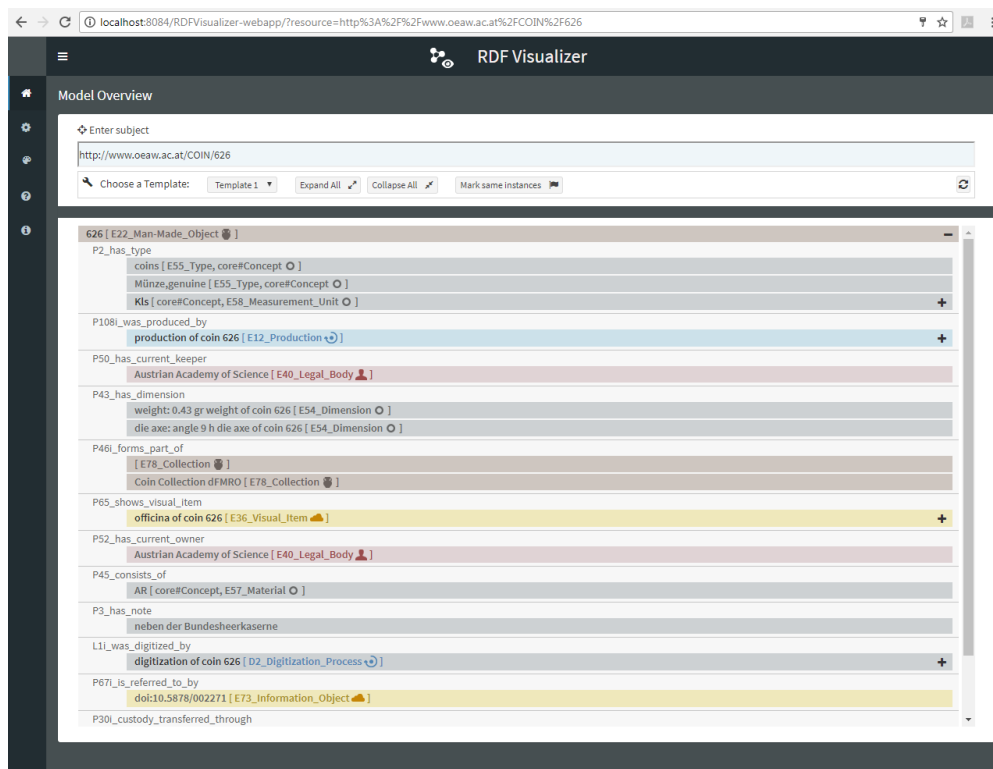 localhost:8084/RDFVisualizer-webapp/?resource=http%3A%2F%2Fwww.oeaw.ac.at%2FCOIN%2F626
RDF Visualizer
Model Overview
Enter subject
http://www.oeaw.ac.at/COIN/626
Choose a Template: Template 1 Expand All Collapse All Mark same instances
626 [ E22_Man-Made_Object ]
P2_has_type
coins [ E55_Type, core#Concept ]
Münze,genuine [ E55_Type, core#Concept ]
Kls [ core#Concept, E58_Measurement_Unit ]
P108i_was_produced_by
production of coin 626 [ E12_Production ]
P50_has_current_keeper
Austrian Academy of Science [ E40_Legal_Body ]
P43_has_dimension
weight: 0.43 gr weight of coin 626 [ E54_Dimension ]
die axe: angle 9 h die axe of coin 626 [ E54_Dimension ]
P46i_forms_part_of
[ E78_Collection ]
Coin Collection dFMRO [ E78_Collection ]
P65_shows_visual_item
officina of coin 626 [ E36_Visual_Item ]
P52_has_current_owner
Austrian Academy of Science [ E40_Legal_Body ]
P45_consists_of
AR [ core#Concept, E57_Material ]
P3_has_note
neben der Bundesheerkaserne
L1i_was_digitized_by
digitization of coin 626 [ D2_Digitization_Process ]
P67i_is_referred_to_by
doi:10.5878/002271 [ E73_Information_Object ]
P30i_custody_transferred_through